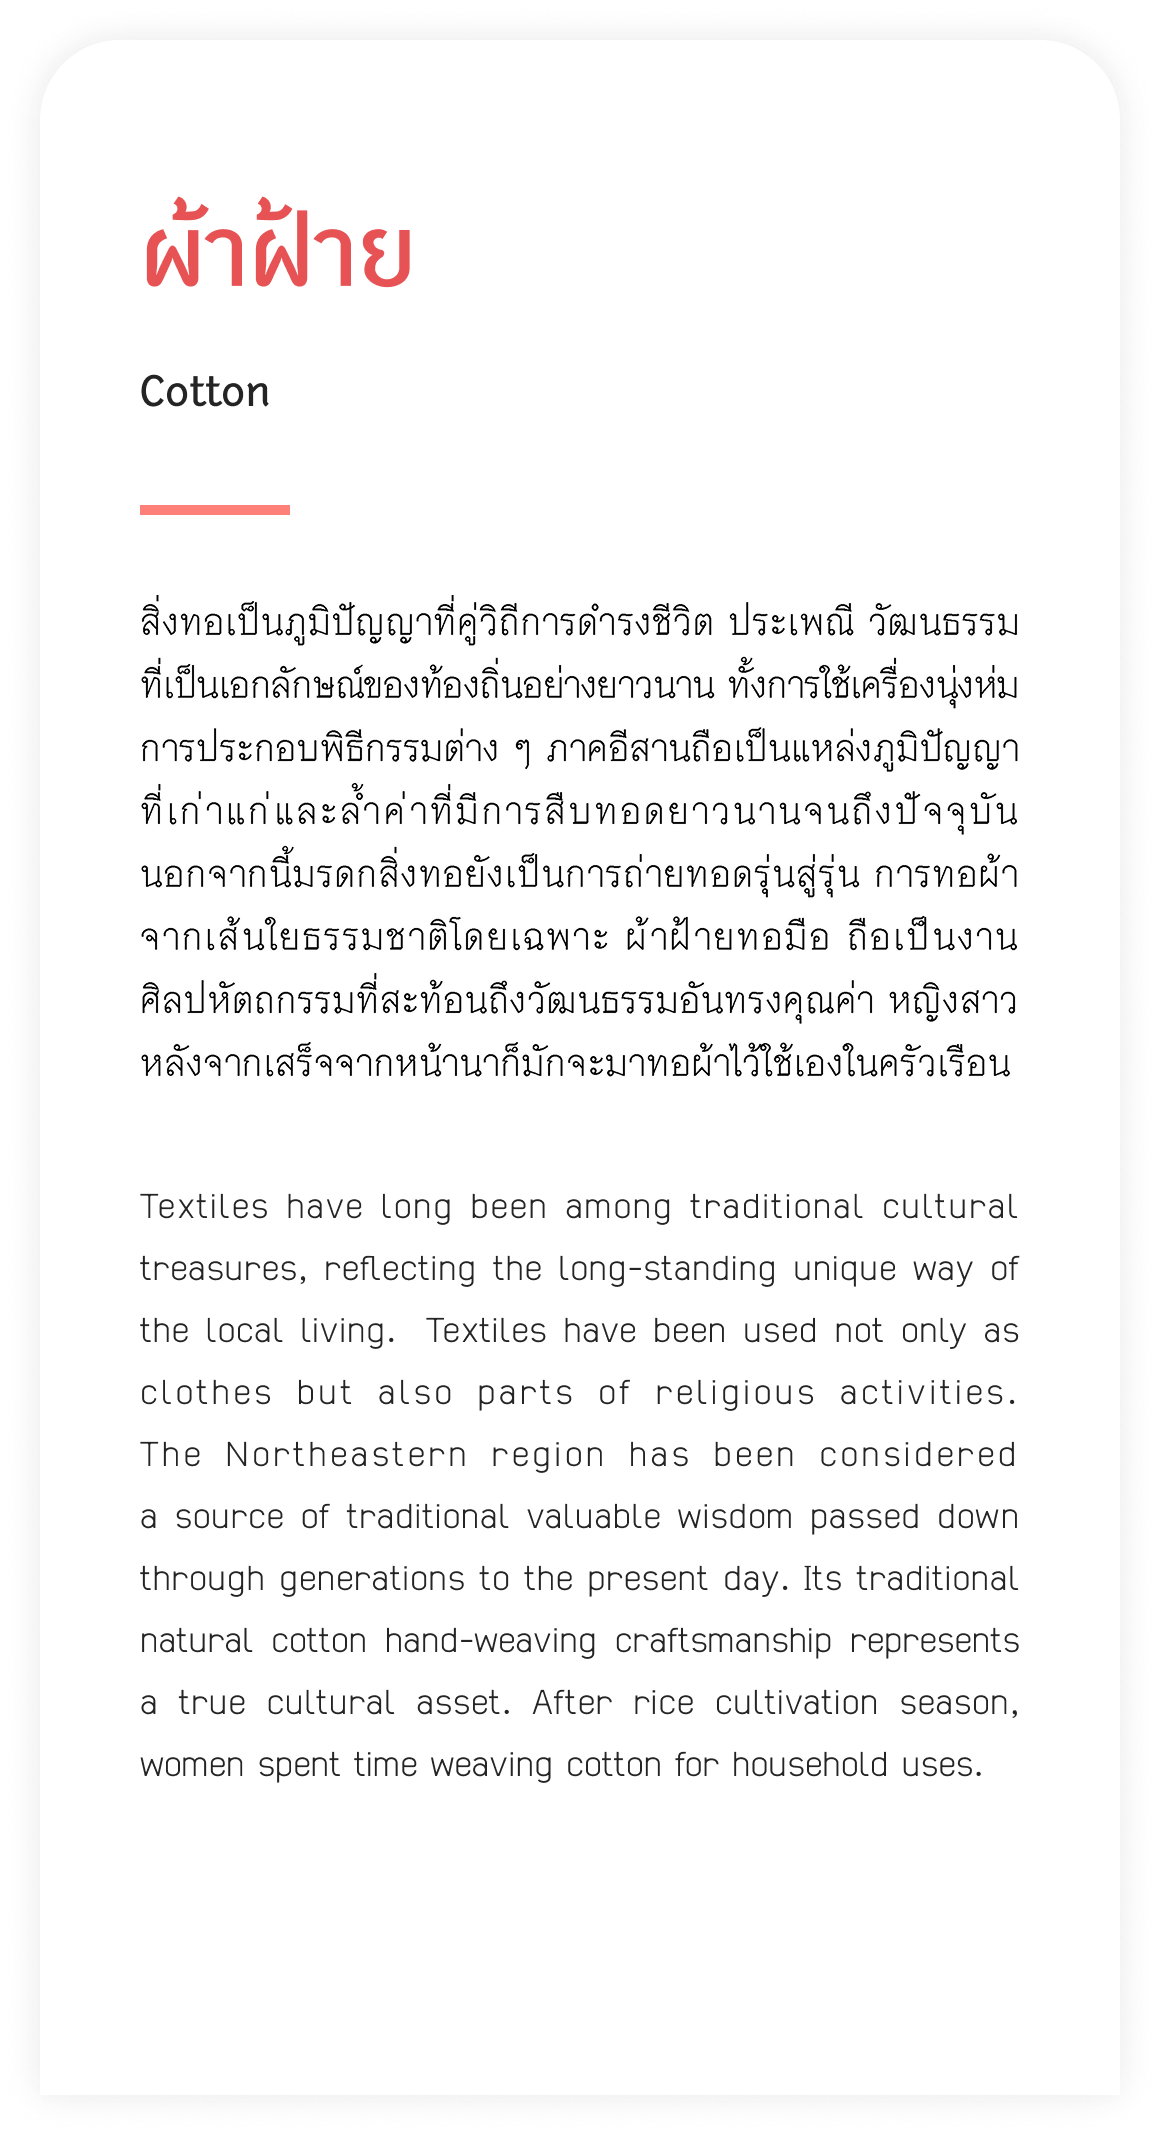 ผ้าฝ้าย
Cotton
สิ่งทอเป็นภูมิปัญญาที่คู่วิถีการดำรงชีวิต ประเพณี วัฒนธรรม
ที่เป็นเอกลักษณ์ของท้องถิ่นอย่างยาวนาน ทั้งการใช้เครื่องนุ่งห่ม
การประกอบพิธีกรรมต่าง ๆ ภาคอีสานถือเป็นแหล่งภูมิปัญญา
ที่เก่าแก่และล้ำค่าที่มีการสืบทอดยาวนานจนถึงปัจจุบัน
นอกจากนี้มรดกสิ่งทอยังเป็นการถ่ายทอดรุ่นสู่รุ่น การทอผ้า
จากเส้นใยธรรมชาติโดยเฉพาะ ผ้าฝ้ายทอมือ ถือเป็นงาน
ศิลปหัตถกรรมที่สะท้อนถึงวัฒนธรรมอันทรงคุณค่า หญิงสาว
หลังจากเสร็จจากหน้านาก็มักจะมาทอผ้าไว้ใช้เองในครัวเรือน
Textiles have long been among traditional cultural
treasures, reflecting the long-standing unique way of
the local living.  Textiles have been used not only as
clothes but also parts of religious activities.
The Northeastern region has been considered
a source of traditional valuable wisdom passed down
through generations to the present day. Its traditional
natural cotton hand-weaving craftsmanship represents
a true cultural asset. After rice cultivation season,
women spent time weaving cotton for household uses.